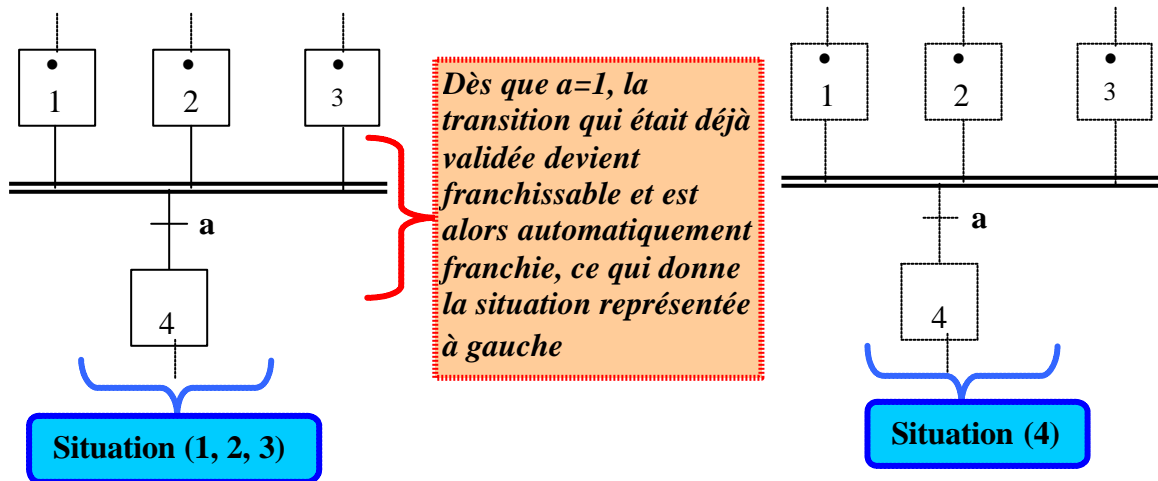 1 2 3
a
4
Situation (1, 2, 3)
Dès que a=1, la
transition qui était déjà
validée devient
franchissable et est
alors automatiquement
franchie, ce qui donne
la situation représentée
à gauche
1 2 3
a
4
Situation (4)